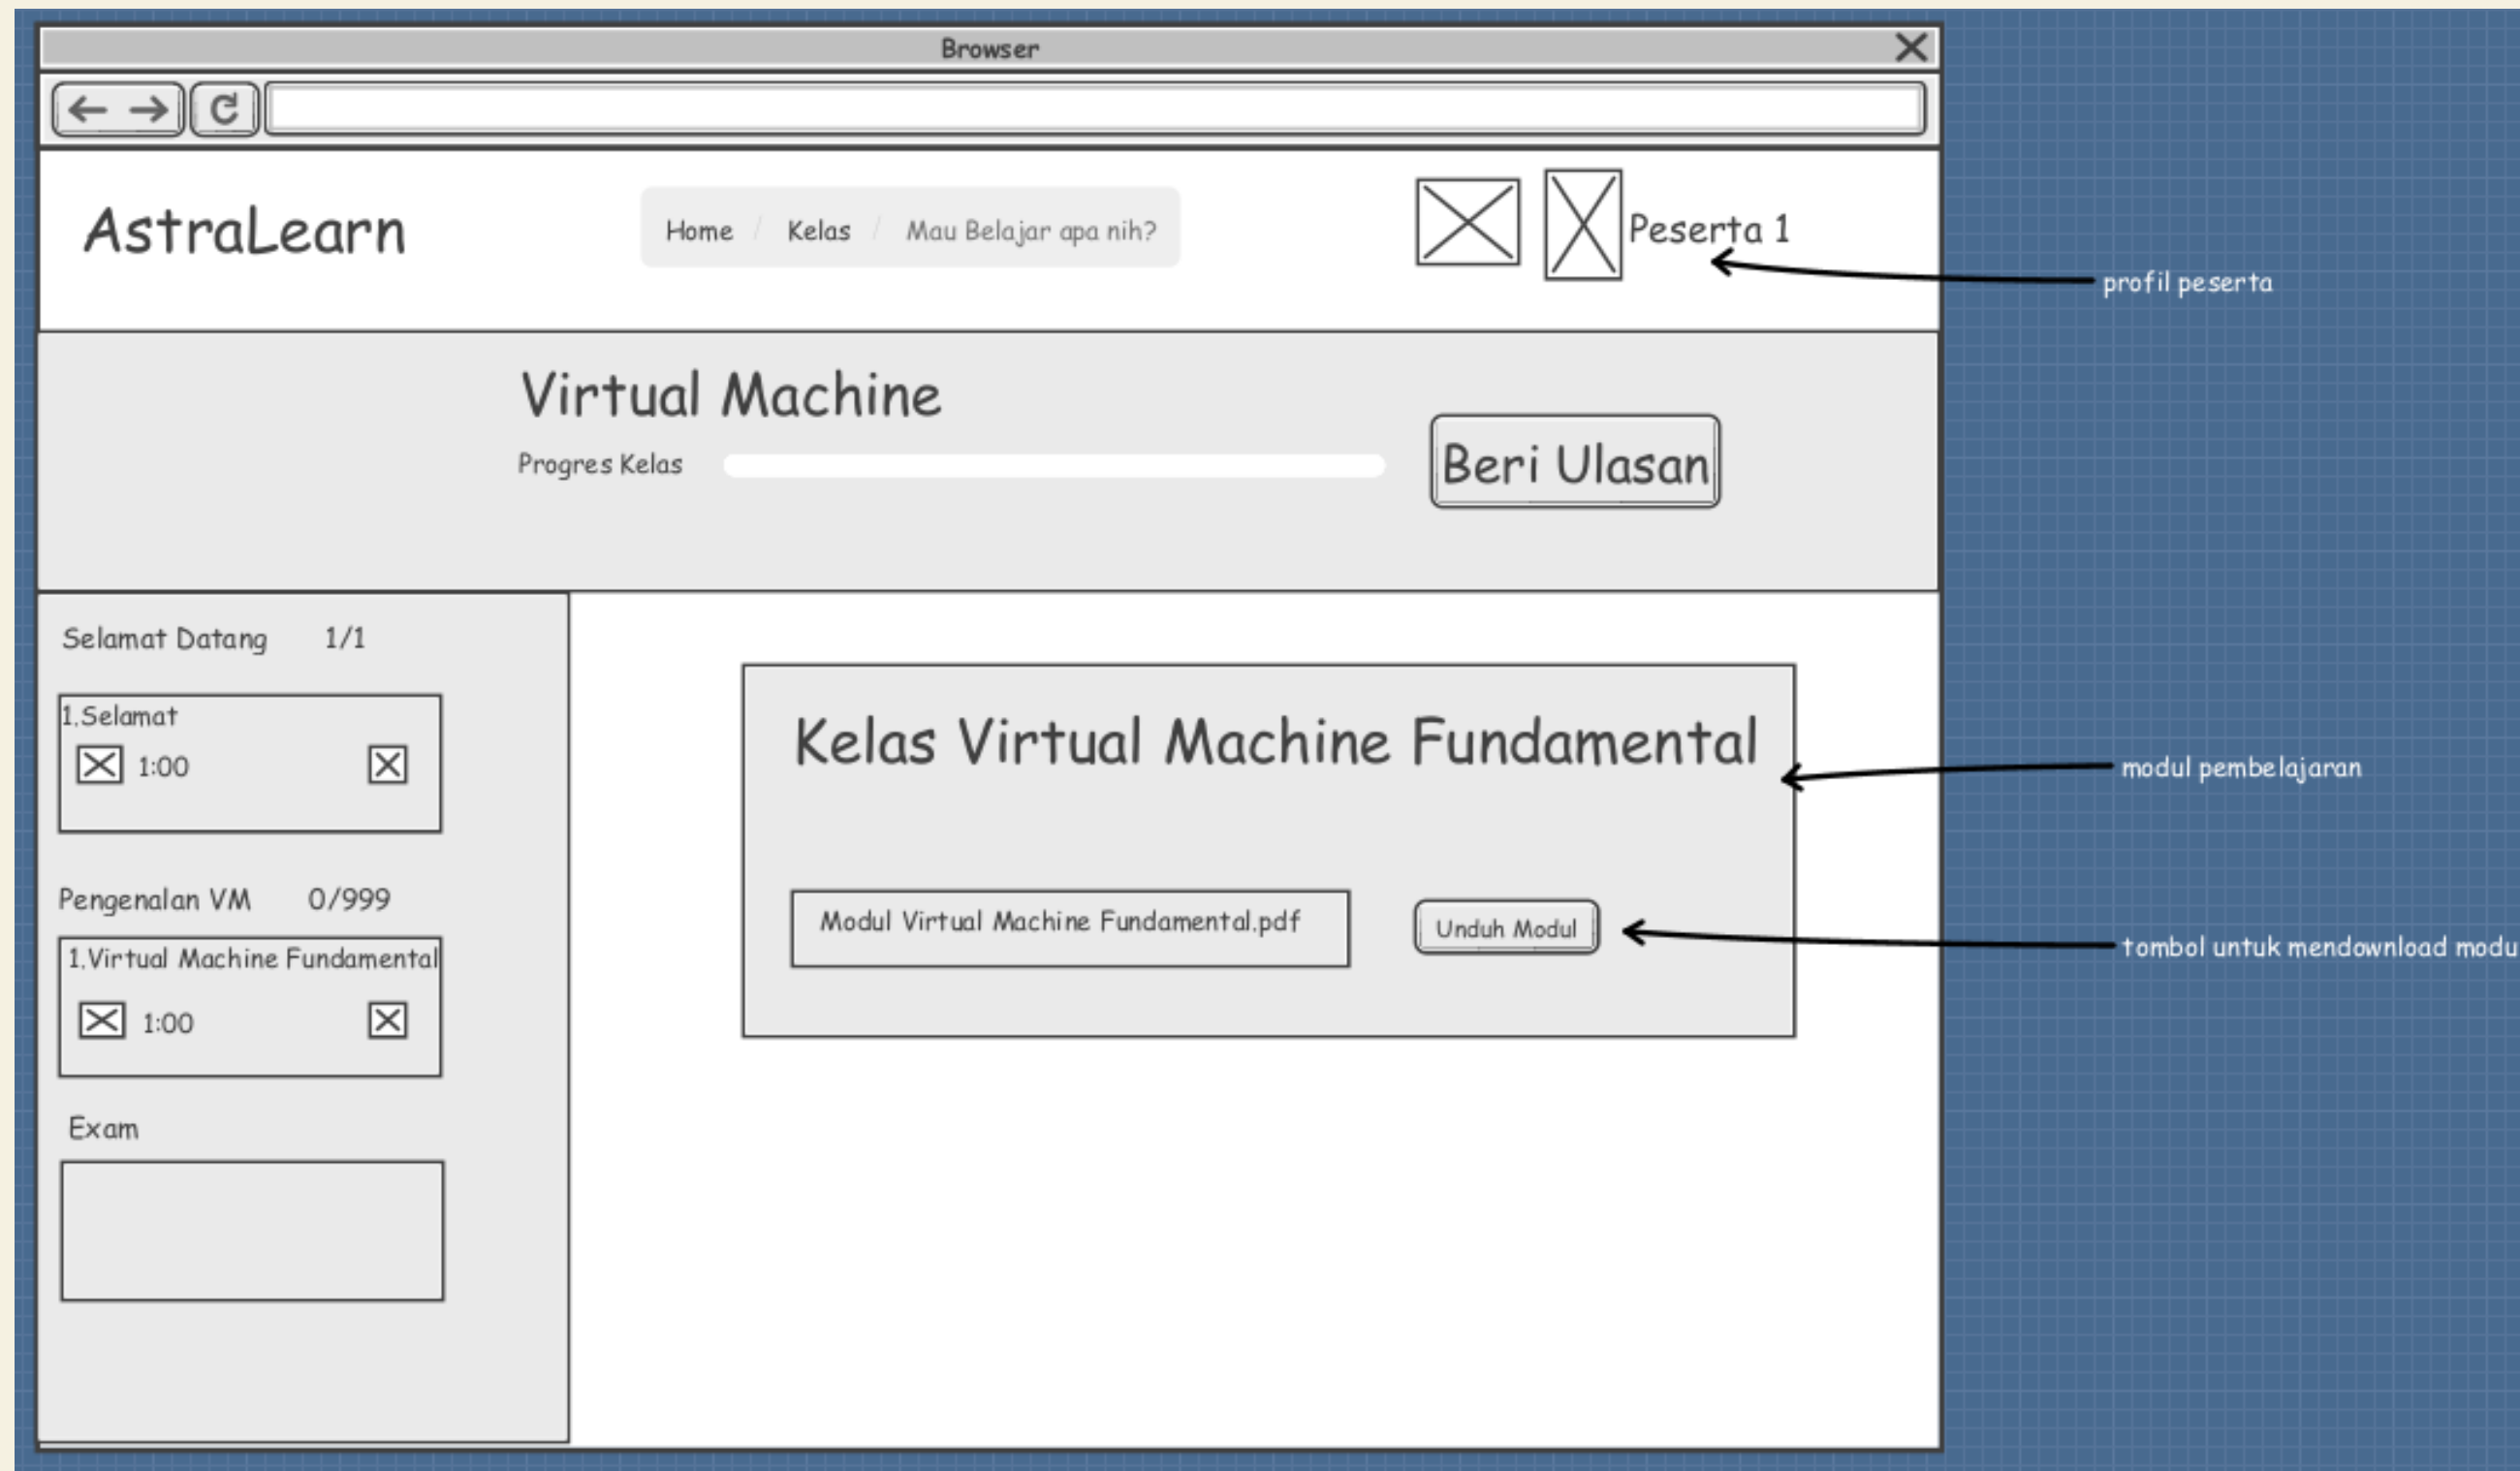 Browser
AstraLearn
Home / Kelas / Mau Belajar apa nih?
Peserta 1
profil peserta
Virtual Machine
Progres Kelas
Beri Ulasan
Selamat Datang 1/1
1.Selamat
1:00
Pengenalan VM 0/999
1.Virtual Machine Fundamental
1:00
Exam
Kelas Virtual Machine Fundamental
modul pembelajaran
Modul Virtual Machine Fundamental.pdf
Unduh Modul
tombol untuk mendownload modu